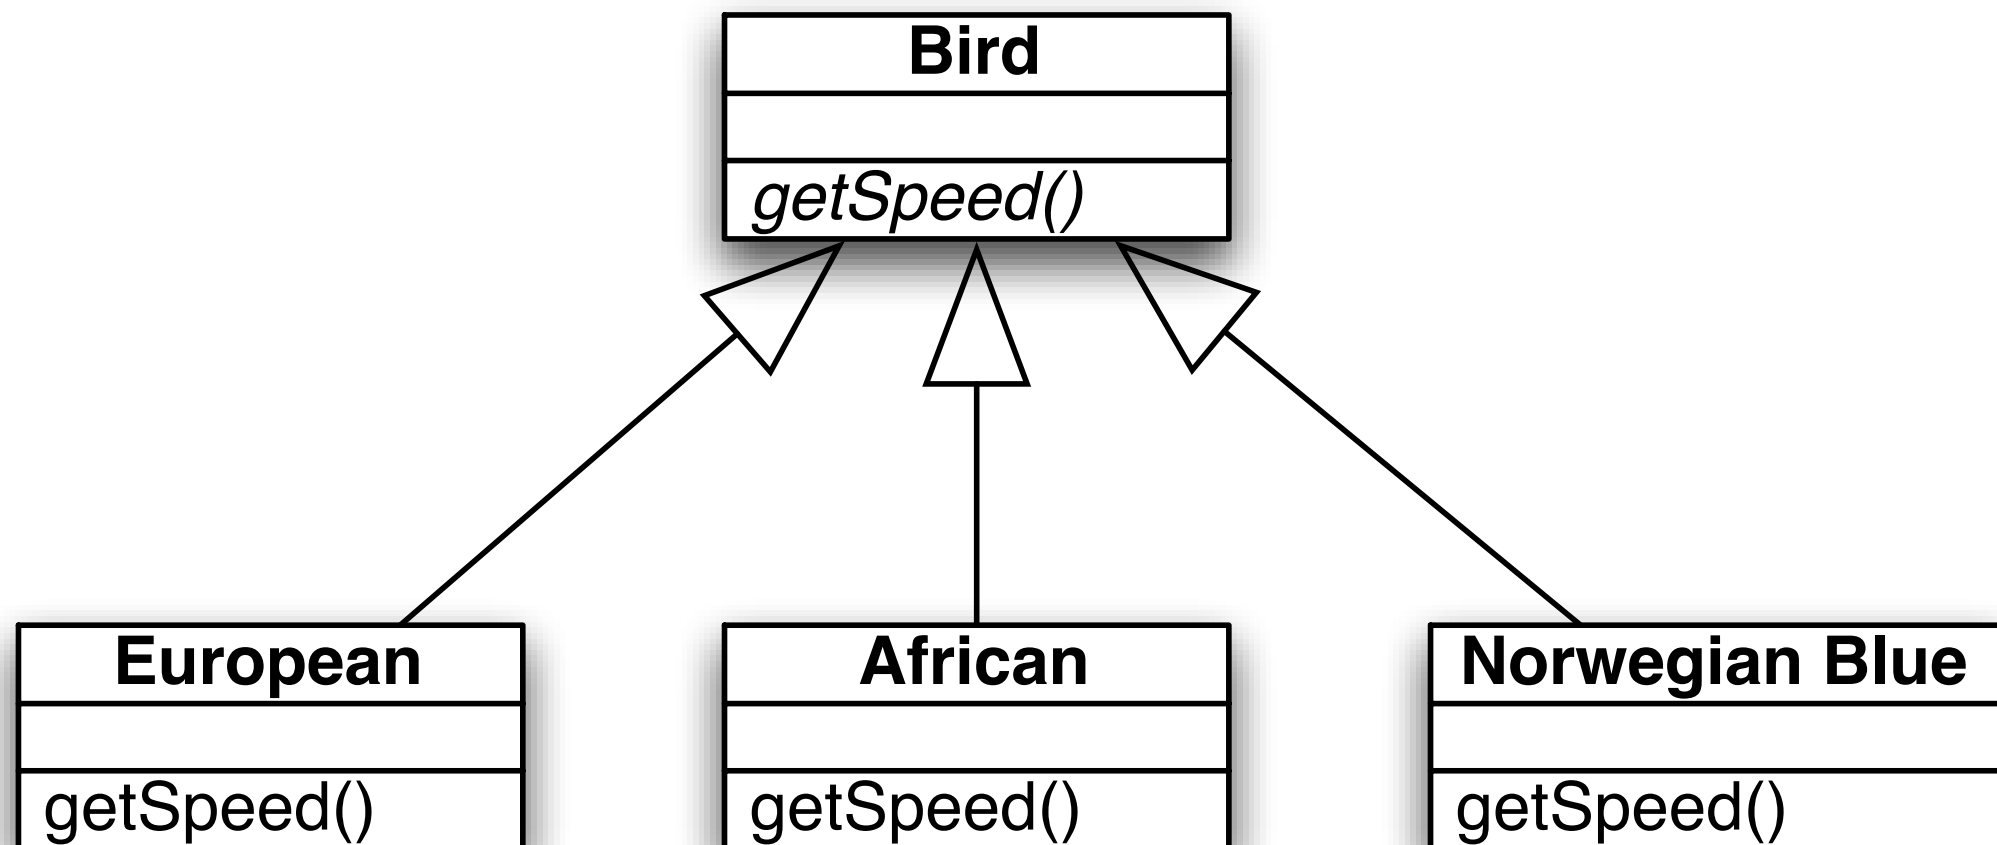 Bird
getSpeed()
European
African
Norwegian Blue
getSpeed()
getSpeed()
getSpeed()